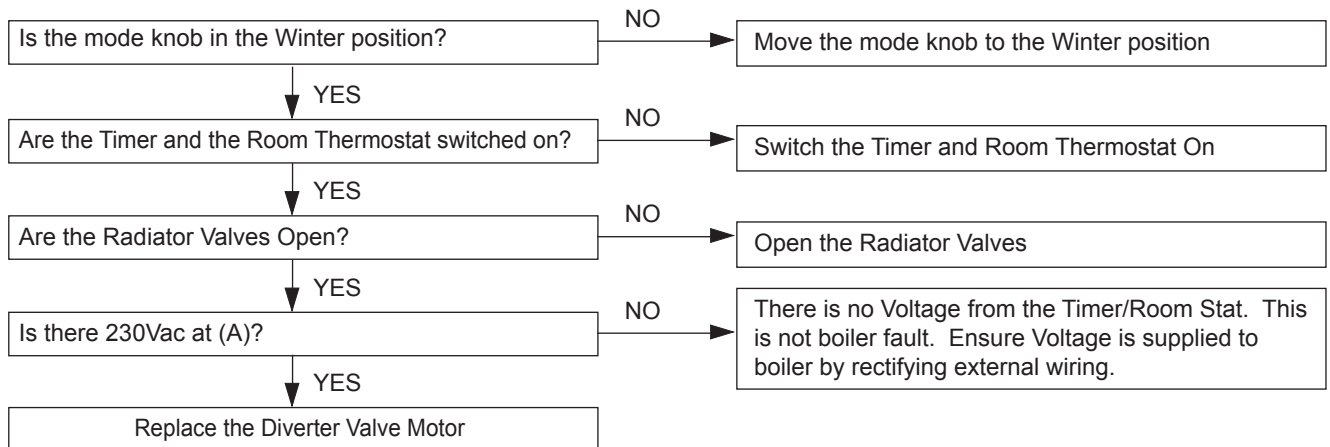 Is the mode knob in the Winter position?
NO
Move the mode knob to the Winter position
YES
Are the Timer and the Room Thermostat switched on?
NO
Switch the Timer and Room Thermostat On
YES
Are the Radiator Valves Open?
NO
Open the Radiator Valves
YES
Is there 230Vac at (A)?
NO
There is no Voltage from the Timer/Room Stat.  This
is not boiler fault.  Ensure Voltage is supplied to
boiler by rectifying external wiring.
YES
Replace the Diverter Valve Motor